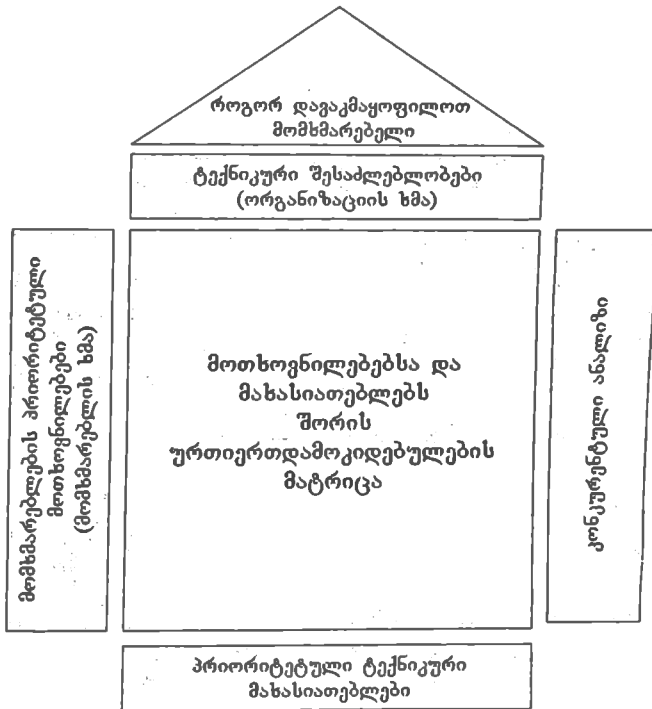 როგორ დავაკმაყოფილოთ
მომხმარებელი
ტექნიკური შესაძლებლობები
(ორგანიზაციის ხმა)
მომხმარებლების პრიორიტეტული
მოთხოვნილებები
(მომხმარებლის ხმა)
მოთხოვნილებებსა და
მახასიათებლებს
შორის
ურთიერთდამოკიდებულების
მატრიცა
კონკურენტული ანალიზი
პრიორიტეტული ტექნიკური
მახასიათებლები